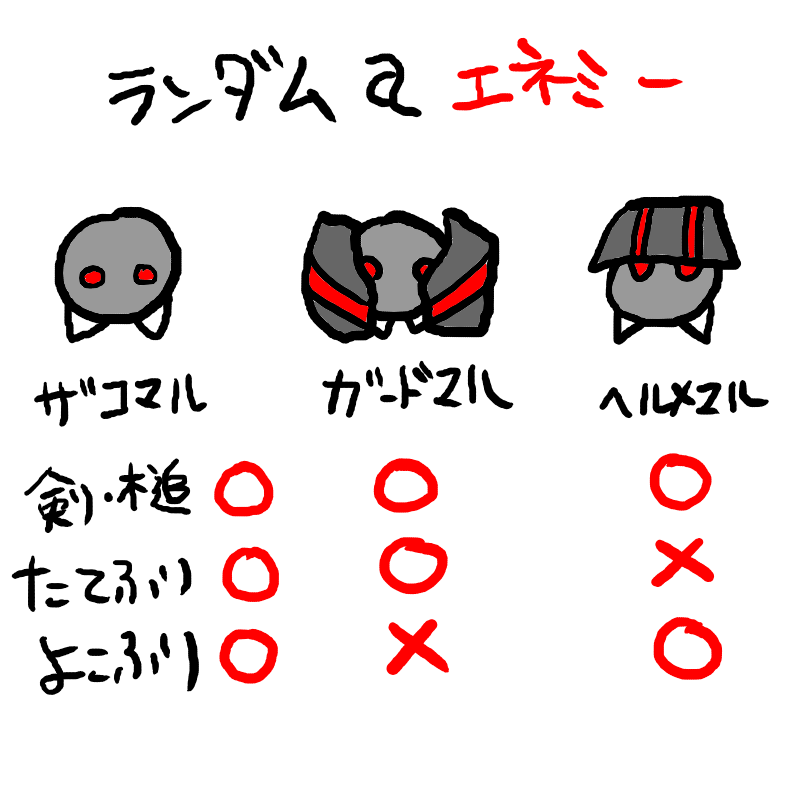 ランダム a エネミー
ザコマル ガードマル ヘルメマル
剣・槌 ○ ○ ○
たてふり ○ ○ ×
よこふり ○ × ○